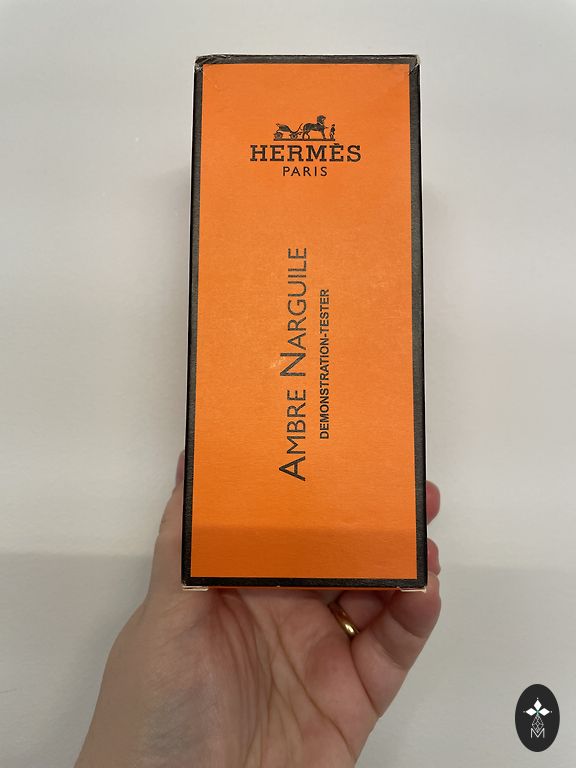 HERMÈS
PARIS
AMBRE NARGUILE
DEMONSTRATION-TESTER
M